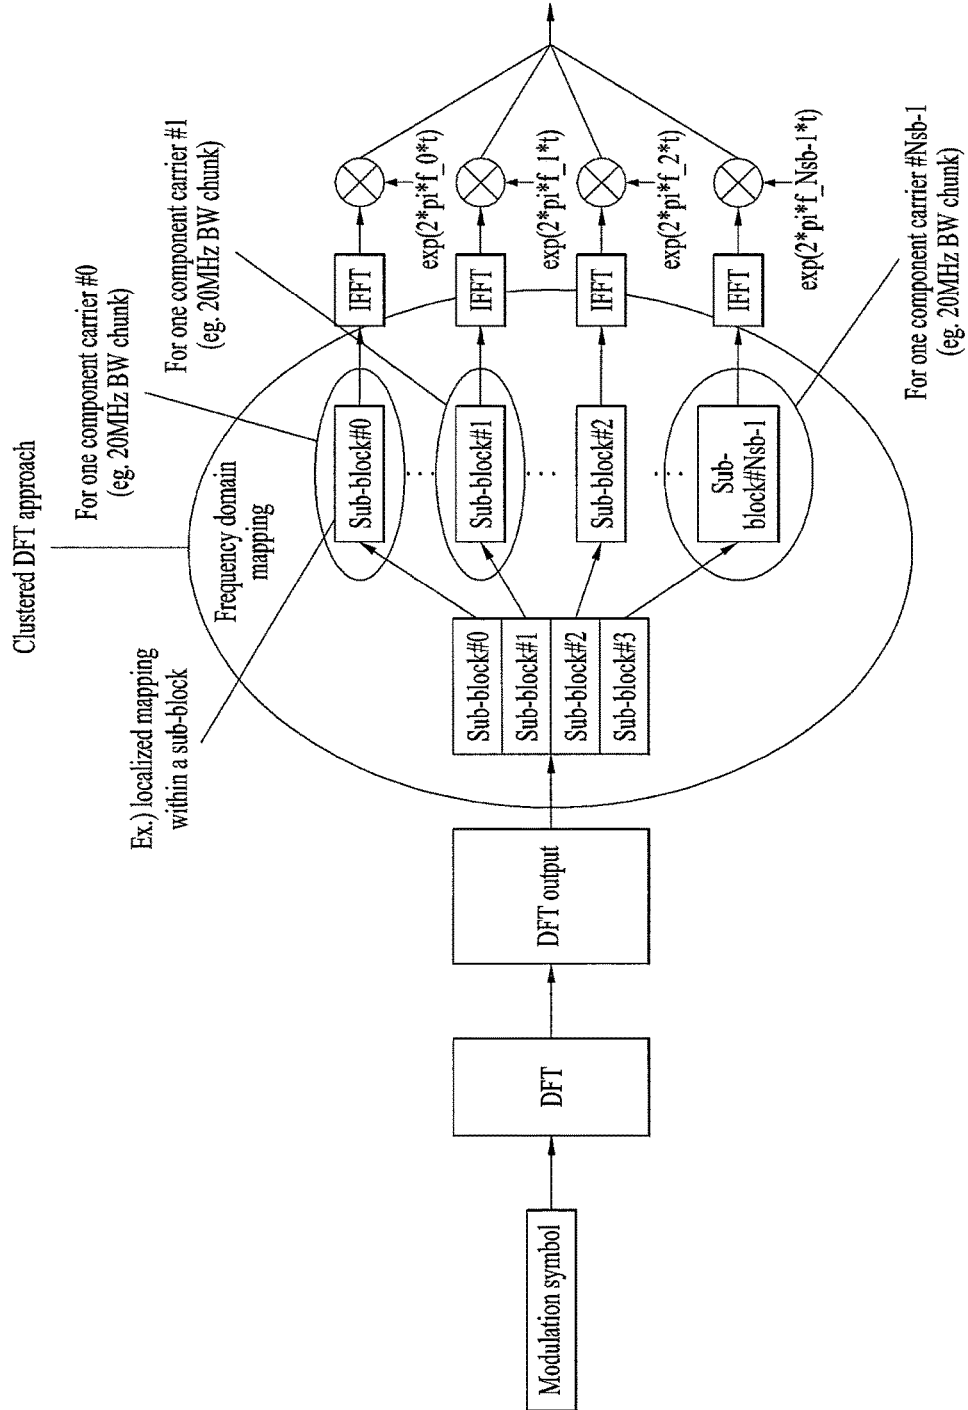 Clustered DFT approach
For one component carrier #0
(eg. 20MHz BW chunk)
For one component carrier #1
(eg. 20MHz BW chunk)
Ex.) localized mapping
within a sub-block
Frequency domain
mapping
Modulation symbol
DFT
DFT output
Sub-block#0
Sub-block#1
Sub-block#2
Sub-block#3
Sub-block#0
IFFT
exp(2*pi*f_0*t)
...
Sub-block#1
IFFT
exp(2*pi*f_1*t)
...
Sub-block#2
IFFT
exp(2*pi*f_2*t)
...
Sub-
block#Nsb-1
IFFT
exp(2*pi*f_Nsb-1*t)
For one component carrier #Nsb-1
(eg. 20MHz BW chunk)